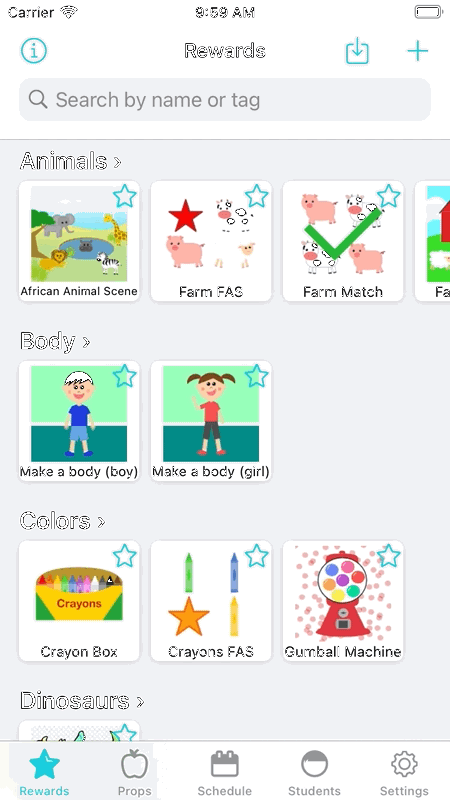 Carrier 9:59 AM
Rewards
Search by name or tag
Animals ›
African Animal Scene Farm FAS Farm Match Fa
Body ›
Make a body (boy) Make a body (girl)
Colors ›
Crayons
Crayon Box Crayons FAS Gumball Machine
Dinosaurs ›
Rewards Props Schedule Students Settings